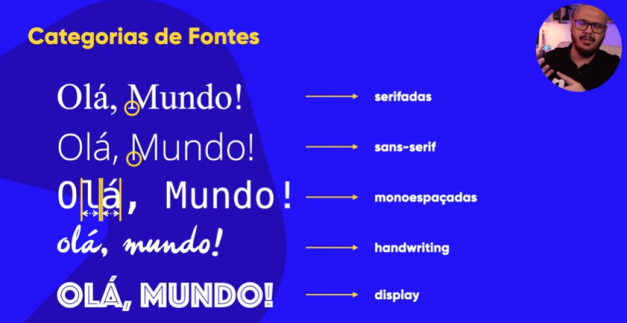 Categorias de Fontes
Olá, Mundo! serifadas
Olá, Mundo! sans-serif
Olá, Mundo! monoespaçadas
olá, mundo! handwriting
OLÁ, MUNDO! display